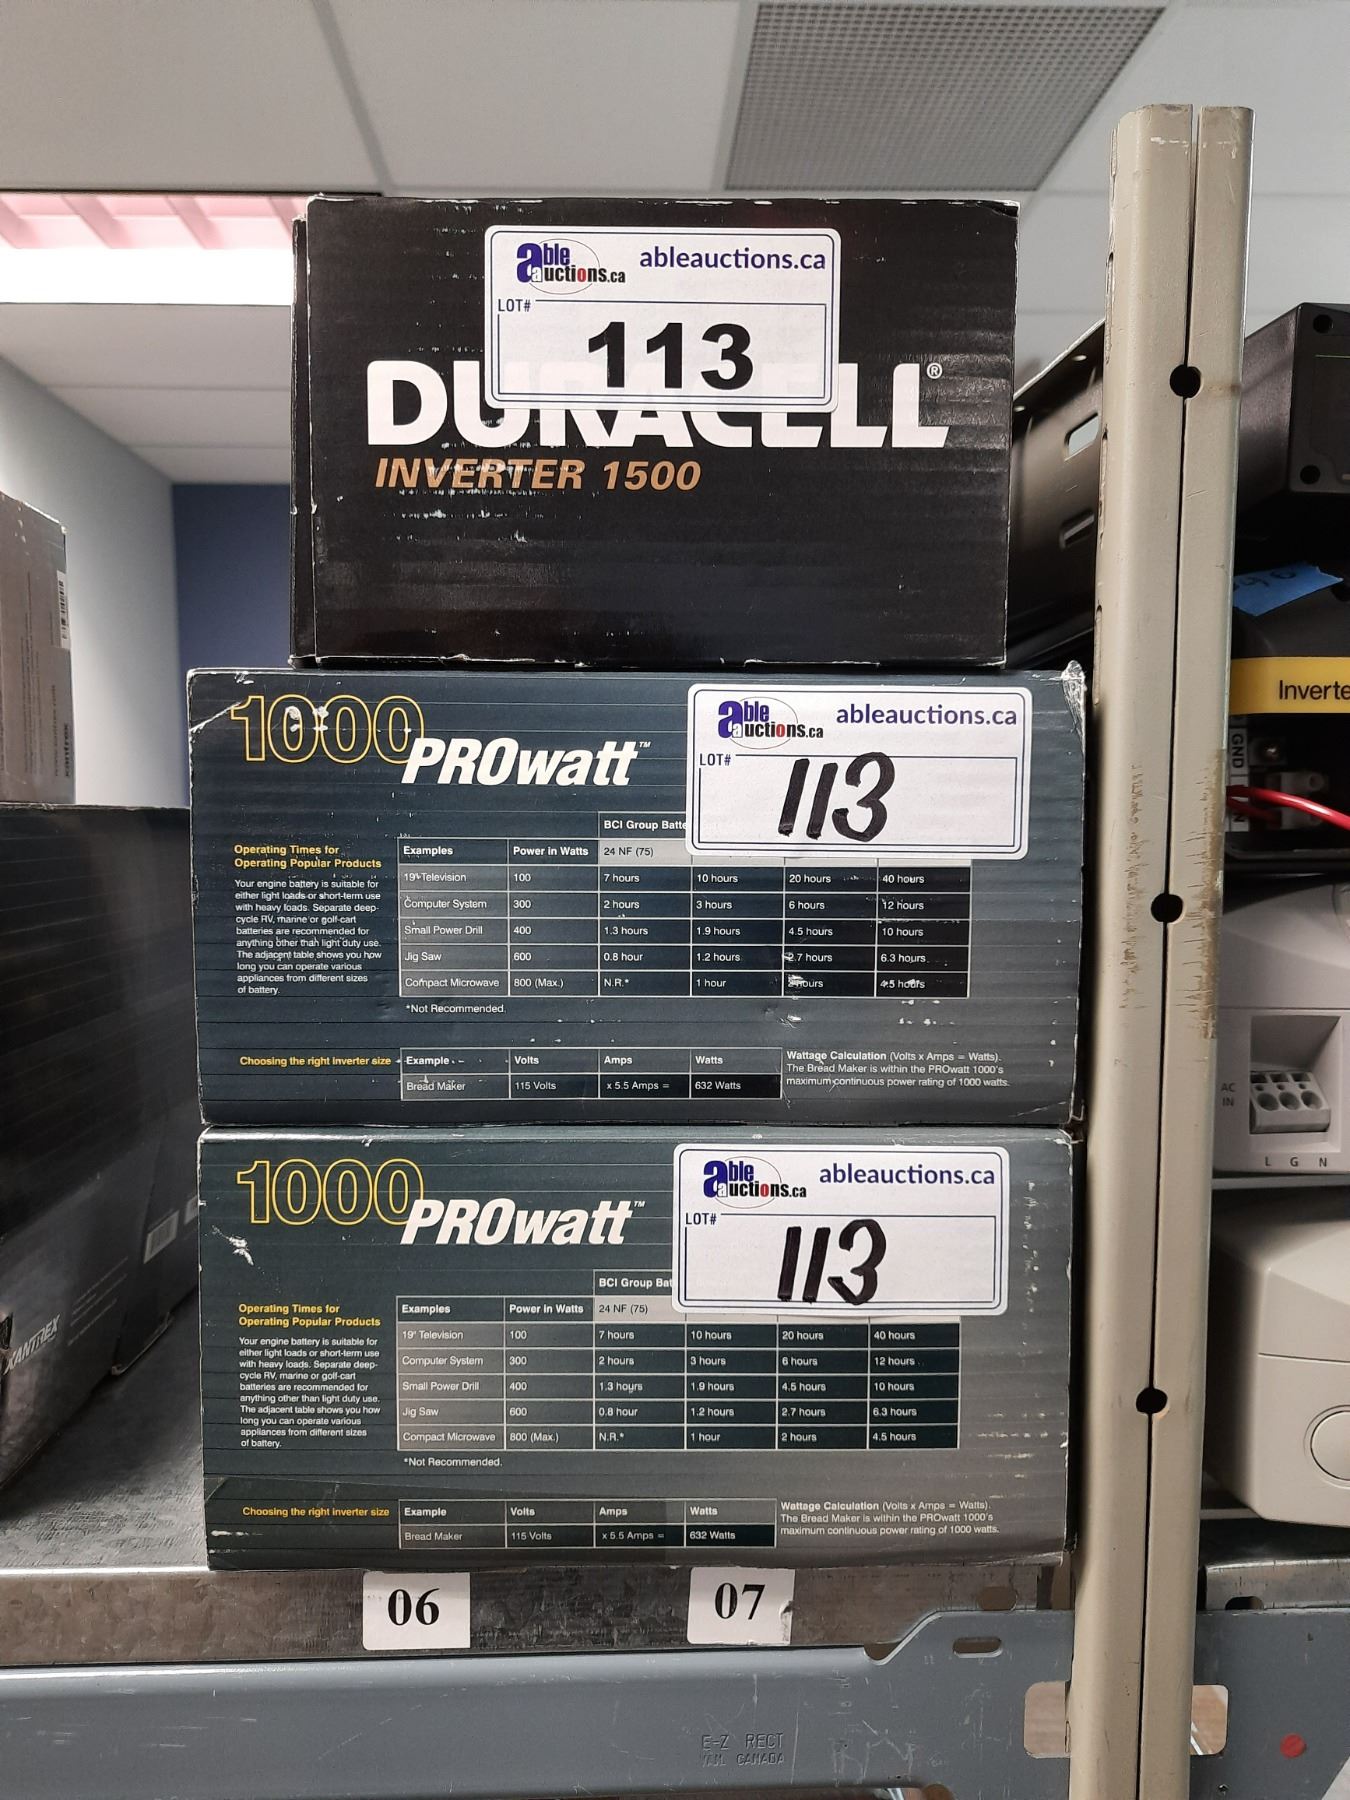 able auctions.ca ableauctions.ca
LOT#
113
DURACELL®
INVERTER 1500
1000 PROwatt™
able auctions.ca ableauctions.ca
LOT#
113
BCI Group Batte
Operating Times for
Operating Popular Products
Your engine battery is suitable for
either light loads or short-term use
with heavy loads. Separate deep-
cycle RV, marine or golf-cart
batteries are recommended for
anything other than light duty use.
The adjacent table shows you how
long you can operate various
appliances from different sizes
of battery.
Examples Power in Watts 24 NF (75)
19" Television 100 7 hours 10 hours 20 hours 40 hours
Computer System 300 2 hours 3 hours 6 hours 12 hours
Small Power Drill 400 1.3 hours 1.9 hours 4.5 hours 10 hours
Jig Saw 600 0.8 hour 1.2 hours 2.7 hours 6.3 hours
Compact Microwave 800 (Max.) N.R.* 1 hour 2 hours 4.5 hours
*Not Recommended.
Choosing the right inverter size
Example Volts Amps Watts
Bread Maker 115 Volts x 5.5 Amps = 632 Watts
Wattage Calculation (Volts x Amps = Watts).
The Bread Maker is within the PROwatt 1000's
maximum continuous power rating of 1000 watts.
1000 PROwatt™
able auctions.ca ableauctions.ca
LOT#
113
BCI Group Bat
Operating Times for
Operating Popular Products
Your engine battery is suitable for
either light loads or short-term use
with heavy loads. Separate deep-
cycle RV, marine or golf-cart
batteries are recommended for
anything other than light duty use.
The adjacent table shows you how
long you can operate various
appliances from different sizes
of battery.
Examples Power in Watts 24 NF (75)
19" Television 100 7 hours 10 hours 20 hours 40 hours
Computer System 300 2 hours 3 hours 6 hours 12 hours
Small Power Drill 400 1.3 hours 1.9 hours 4.5 hours 10 hours
Jig Saw 600 0.8 hour 1.2 hours 2.7 hours 6.3 hours
Compact Microwave 800 (Max.) N.R.* 1 hour 2 hours 4.5 hours
*Not Recommended.
Choosing the right inverter size
Example Volts Amps Watts
Bread Maker 115 Volts x 5.5 Amps = 632 Watts
Wattage Calculation (Volts x Amps = Watts).
The Bread Maker is within the PROwatt 1000's
maximum continuous power rating of 1000 watts.
06 07
E-Z RECT
CANADA
xantrex
XANTREX
Inverte
GND
AC
IN
L G N